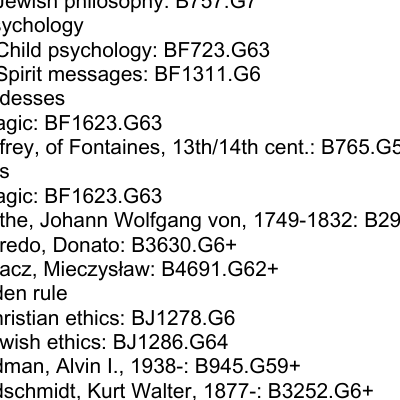 Jewish philosophy: B757.G7
sychology
Child psychology: BF723.G63
Spirit messages: BF1311.G6
desses
agic: BF1623.G63
frey, of Fontaines, 13th/14th cent.: B765.G5
s
agic: BF1623.G63
the, Johann Wolfgang von, 1749-1832: B29
redo, Donato: B3630.G6+
acz, Mieczysław: B4691.G62+
den rule
hristian ethics: BJ1278.G6
wish ethics: BJ1286.G64
dman, Alvin I., 1938-: B945.G59+
dschmidt, Kurt Walter, 1877-: B3252.G6+